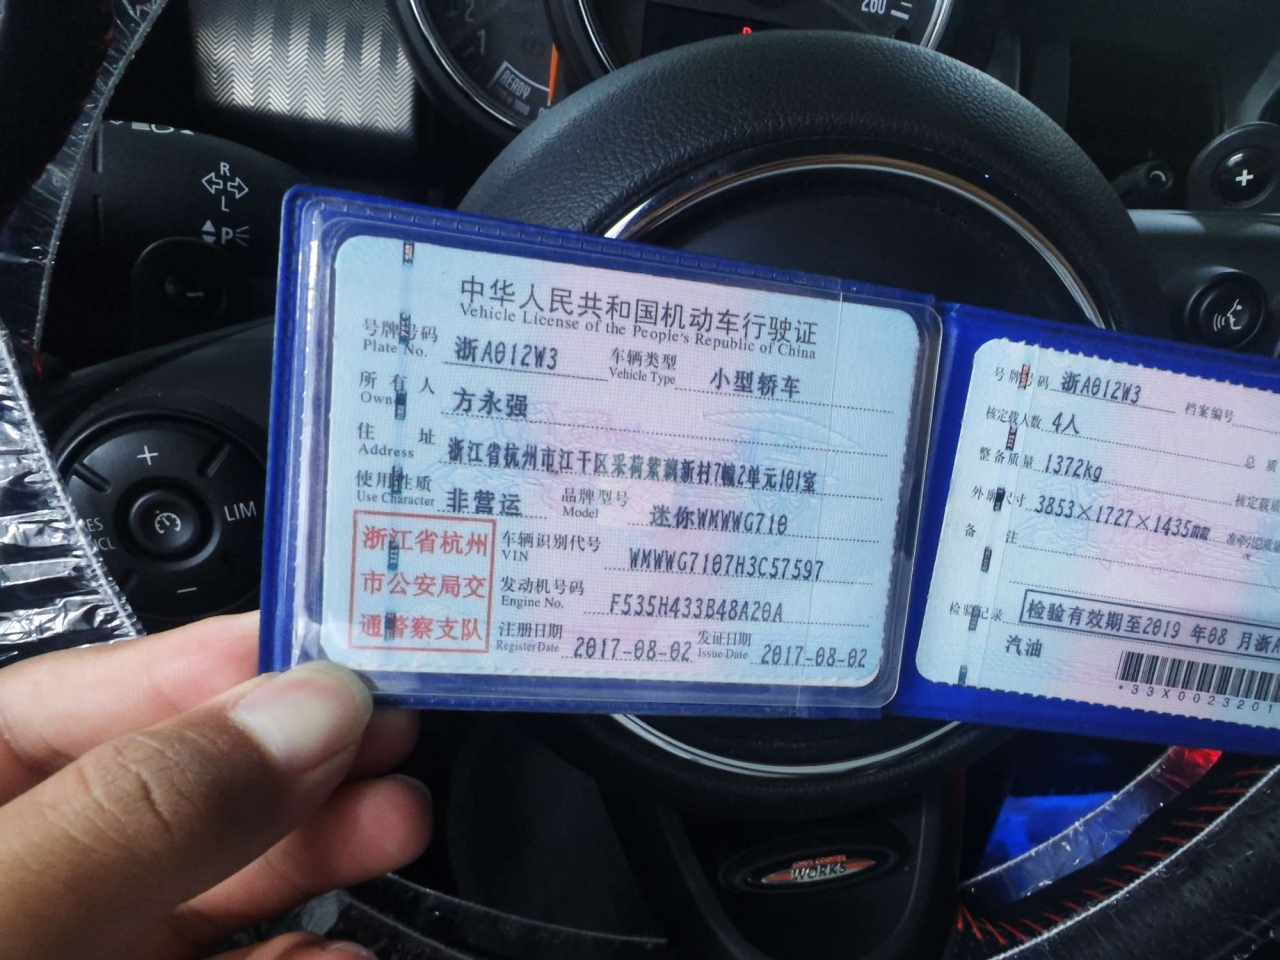 2
1
READY
260
R
L
P
+
LIM
中华人民共和国机动车行驶证
Vehicle License of the People's Republic of China
号牌号码 浙A012W3 车辆类型 小型轿车
Plate No. Vehicle Type
所有人 方永强
Owner
住址 浙江省杭州市江干区采荷紫藕新村7幢2单元101室
Address
使用性质 非营运 品牌型号 迷你WMWWG710
Use Character Model
浙江省杭州
市公安局交
通警察支队
车辆识别代号 WMWWG7107H3C57597
VIN
发动机号码 F535H433B48A20A
Engine No.
注册日期 2017-08-02 发证日期 2017-08-02
Register Date Issue Date
号牌号码 浙A012W3 档案编号
核定载人数 4人 总质
整备质量 1372kg 核定载质
外廓尺寸 3853×1727×1435mm 准牵引总质
备注
检验记录 检验有效期至2019 年08 月浙A
汽油
*33X0023201
WORKS